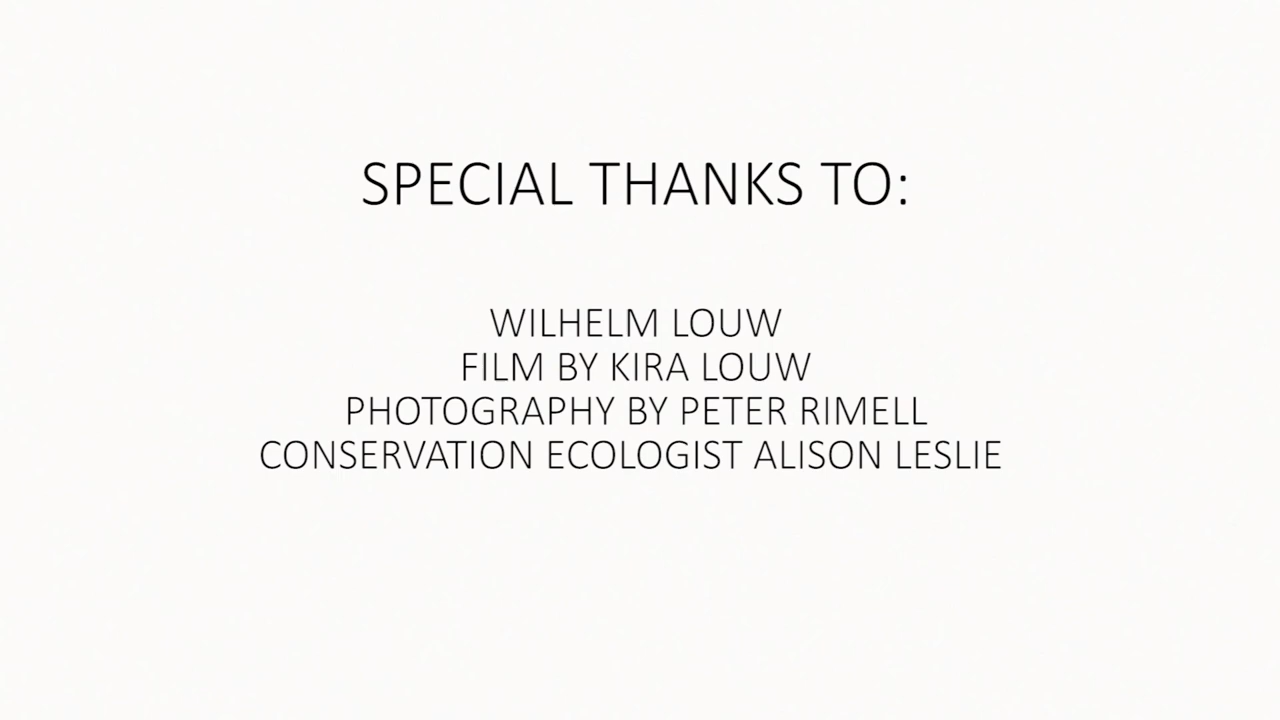 SPECIAL THANKS TO:
WILHELM LOUW
FILM BY KIRA LOUW
PHOTOGRAPHY BY PETER RIMELL
CONSERVATION ECOLOGIST ALISON LESLIE